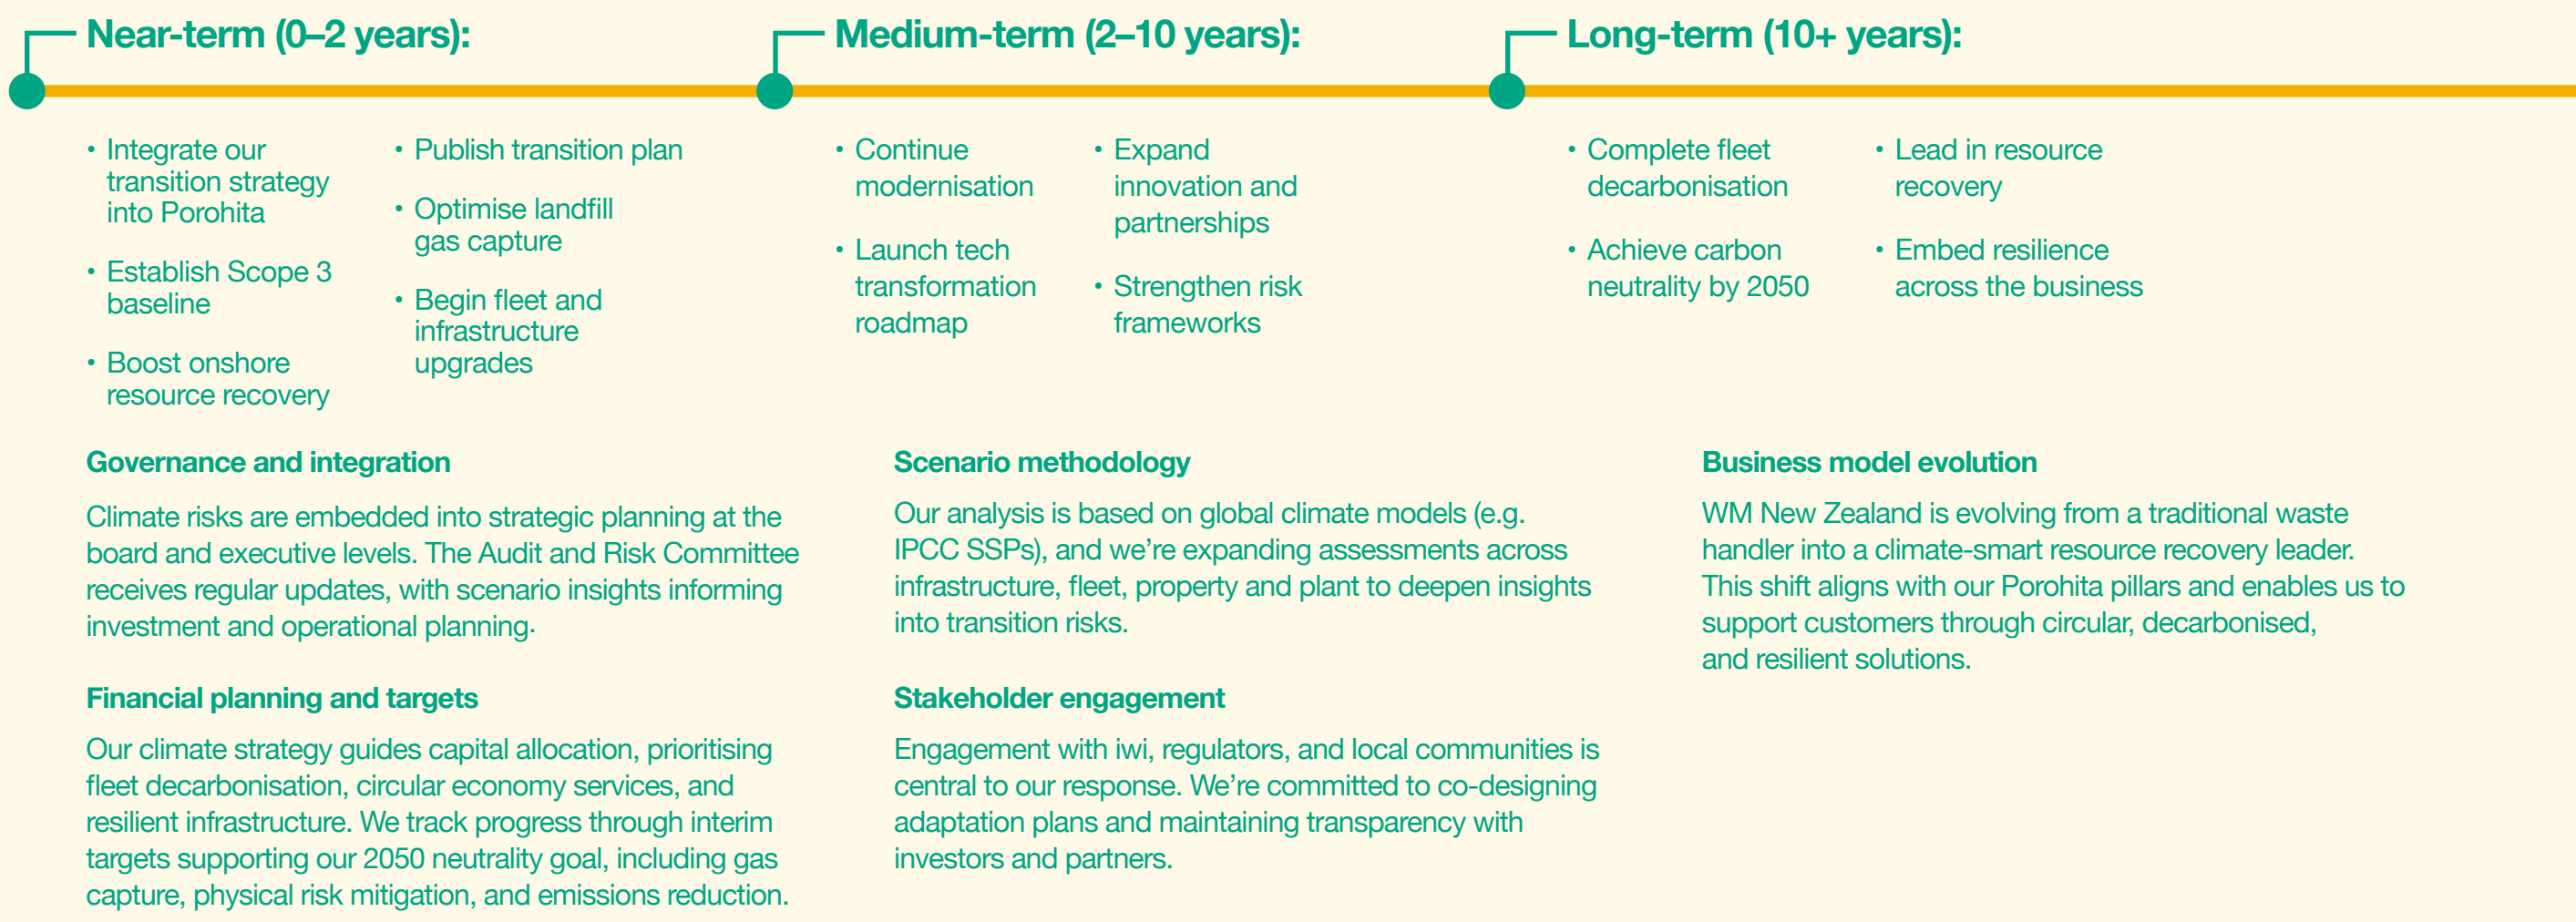 Near-term (0–2 years):
• Integrate our
transition strategy
into Porohita
• Establish Scope 3
baseline
• Boost onshore
resource recovery
• Publish transition plan
• Optimise landfill
gas capture
• Begin fleet and
infrastructure
upgrades
Medium-term (2–10 years):
• Continue
modernisation
• Launch tech
transformation
roadmap
• Expand
innovation and
partnerships
• Strengthen risk
frameworks
Long-term (10+ years):
• Complete fleet
decarbonisation
• Achieve carbon
neutrality by 2050
• Lead in resource
recovery
• Embed resilience
across the business
Governance and integration
Climate risks are embedded into strategic planning at the
board and executive levels. The Audit and Risk Committee
receives regular updates, with scenario insights informing
investment and operational planning.
Financial planning and targets
Our climate strategy guides capital allocation, prioritising
fleet decarbonisation, circular economy services, and
resilient infrastructure. We track progress through interim
targets supporting our 2050 neutrality goal, including gas
capture, physical risk mitigation, and emissions reduction.
Scenario methodology
Our analysis is based on global climate models (e.g.
IPCC SSPs), and we’re expanding assessments across
infrastructure, fleet, property and plant to deepen insights
into transition risks.
Stakeholder engagement
Engagement with iwi, regulators, and local communities is
central to our response. We’re committed to co-designing
adaptation plans and maintaining transparency with
investors and partners.
Business model evolution
WM New Zealand is evolving from a traditional waste
handler into a climate-smart resource recovery leader.
This shift aligns with our Porohita pillars and enables us to
support customers through circular, decarbonised,
and resilient solutions.